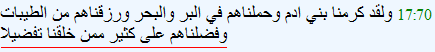 17:70 ولقد كرمنا بني ادم وحملناهم في البر والبحر ورزقناهم من الطيبات
وفضلناهم على كثير ممن خلقنا تفضيلا